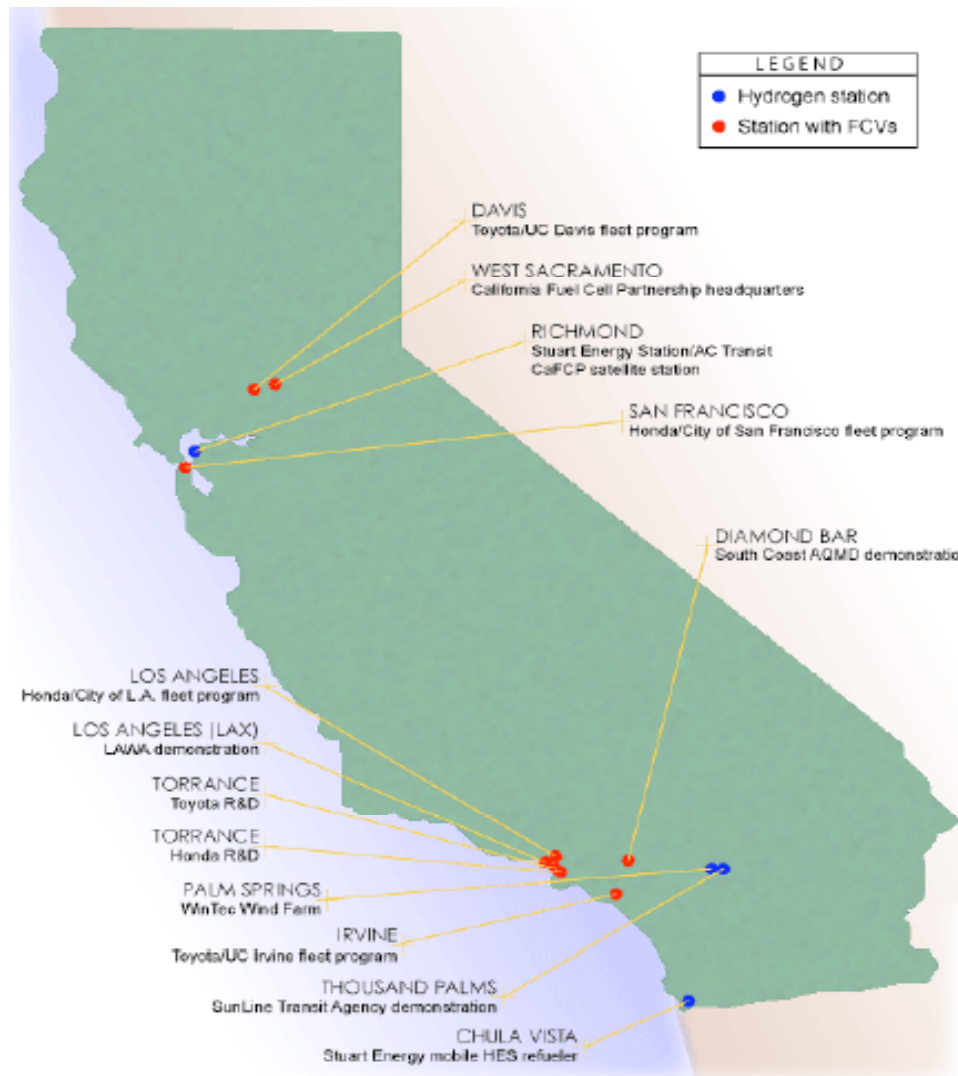 LEGEND
Hydrogen station
Station with FCVs
DAVIS
Toyota/UC Davis fleet program
WEST SACRAMENTO
California Fuel Cell Partnership headquarters
RICHMOND
Stuart Energy Station/AC Transit
CaFCP satellite station
SAN FRANCISCO
Honda/City of San Francisco fleet program
DIAMOND BAR
South Coast AQMD demonstratio
LOS ANGELES
Honda/City of L.A. fleet program
LOS ANGELES (LAX)
LAWA demonstration
TORRANCE
Toyota R&D
TORRANCE
Honda R&D
PALM SPRINGS
WinTec Wind Farm
IRVINE
Toyota/UC Irvine fleet program
THOUSAND PALMS
SunLine Transit Agency demonstration
CHULA VISTA
Stuart Energy mobile HES refueler